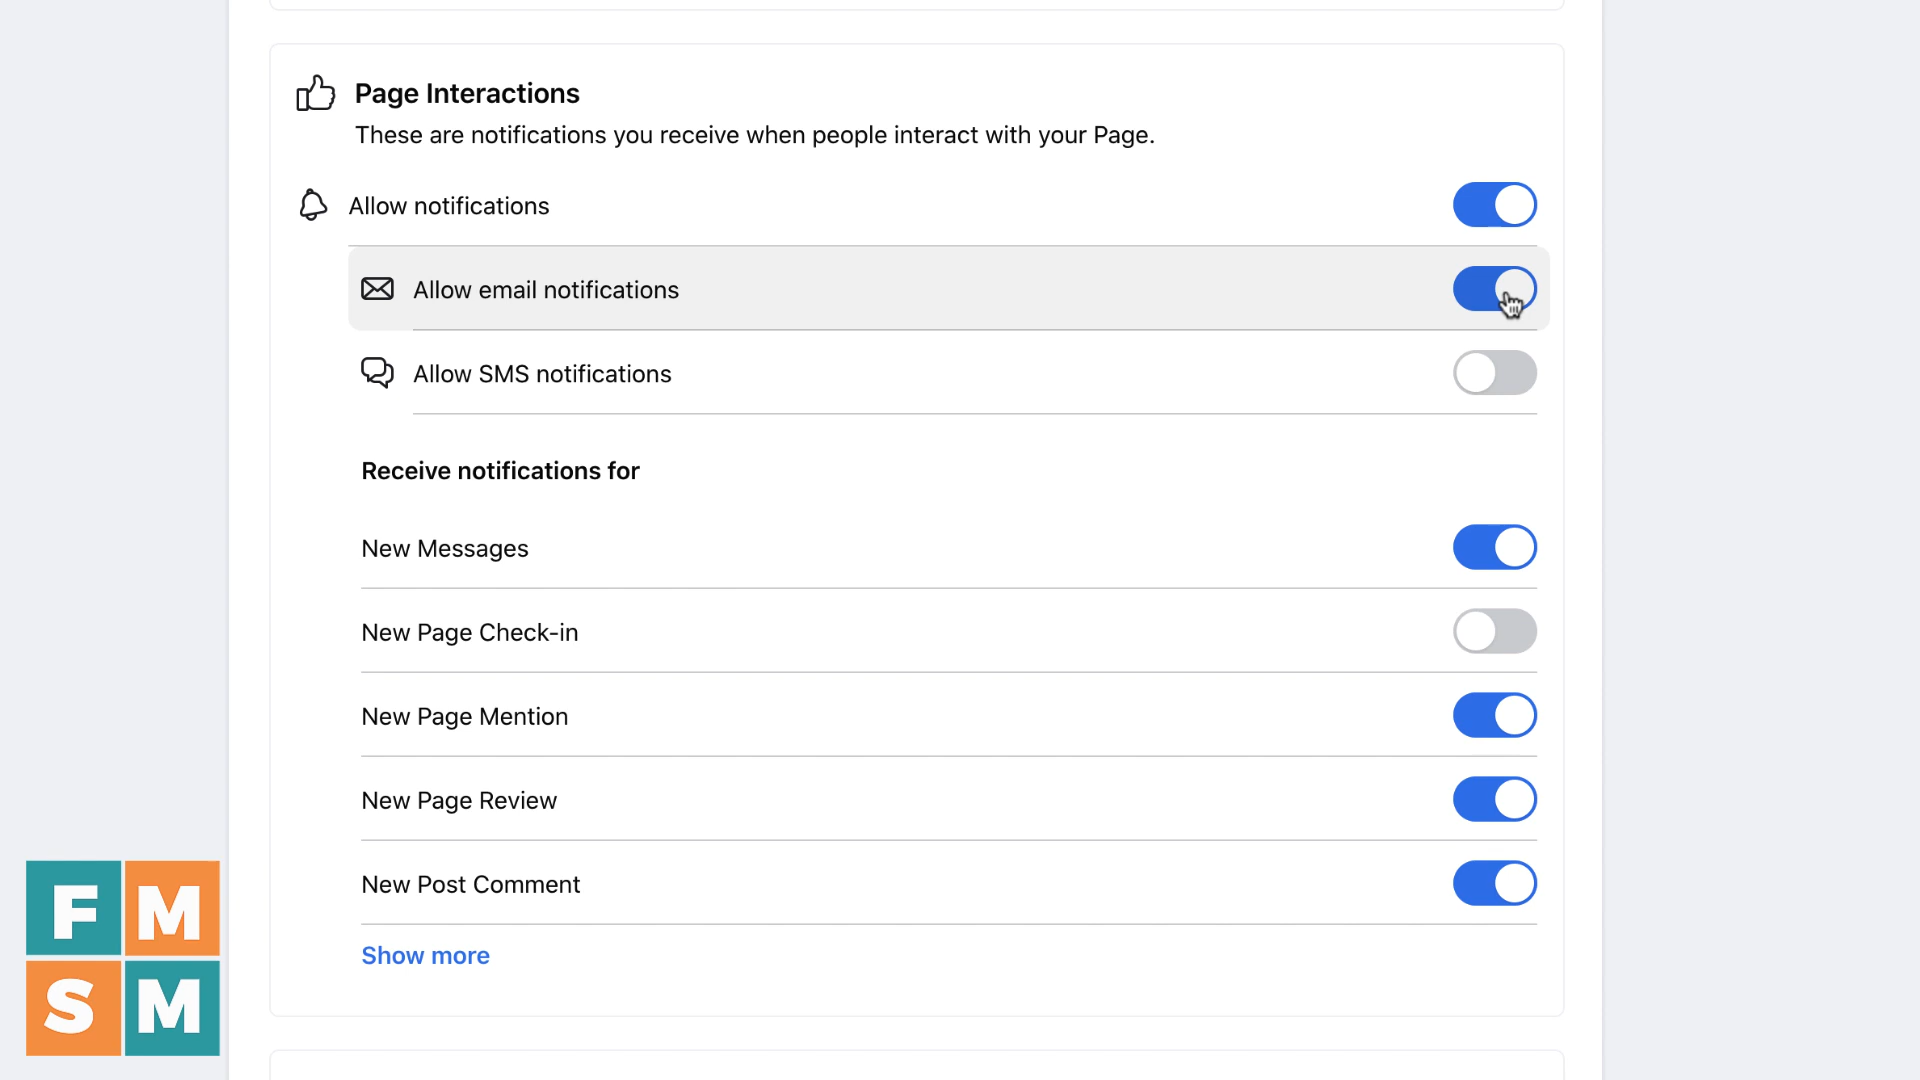 Page Interactions
These are notifications you receive when people interact with your Page.
Allow notifications
Allow email notifications
Allow SMS notifications
Receive notifications for
New Messages
New Page Check-in
New Page Mention
New Page Review
New Post Comment
Show more
F M
S M